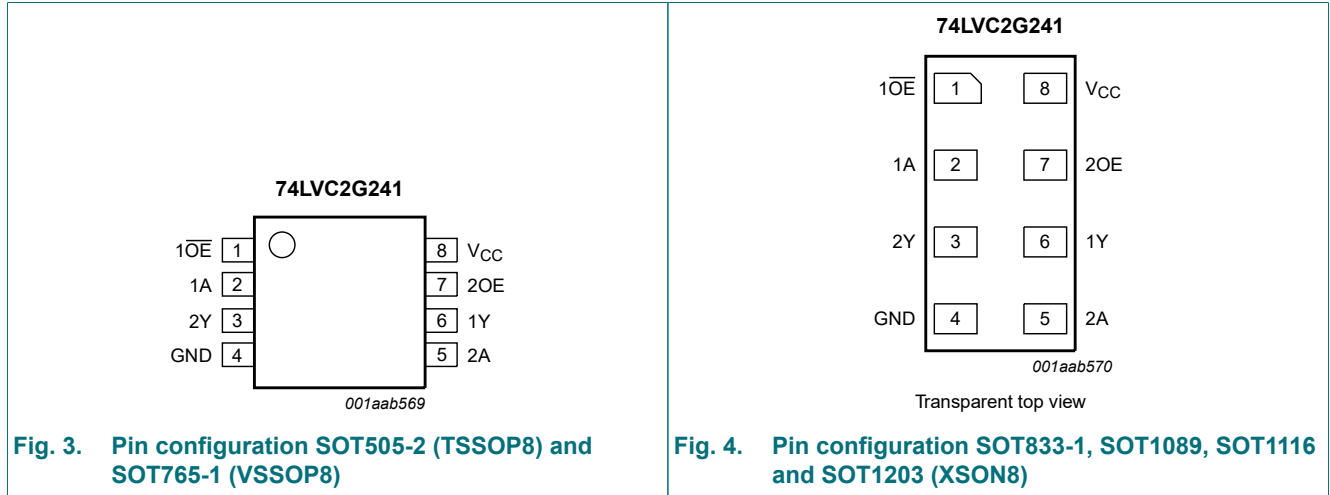 74LVC2G241
1O̅E̅ 1
1A 2
2Y 3
GND 4
8 VCC
7 2OE
6 1Y
5 2A
001aab569
Fig. 3. Pin configuration SOT505-2 (TSSOP8) and
SOT765-1 (VSSOP8)
74LVC2G241
1O̅E̅ 1
8 VCC
1A 2
7 2OE
2Y 3
6 1Y
GND 4
5 2A
001aab570
Transparent top view
Fig. 4. Pin configuration SOT833-1, SOT1089, SOT1116
and SOT1203 (XSON8)